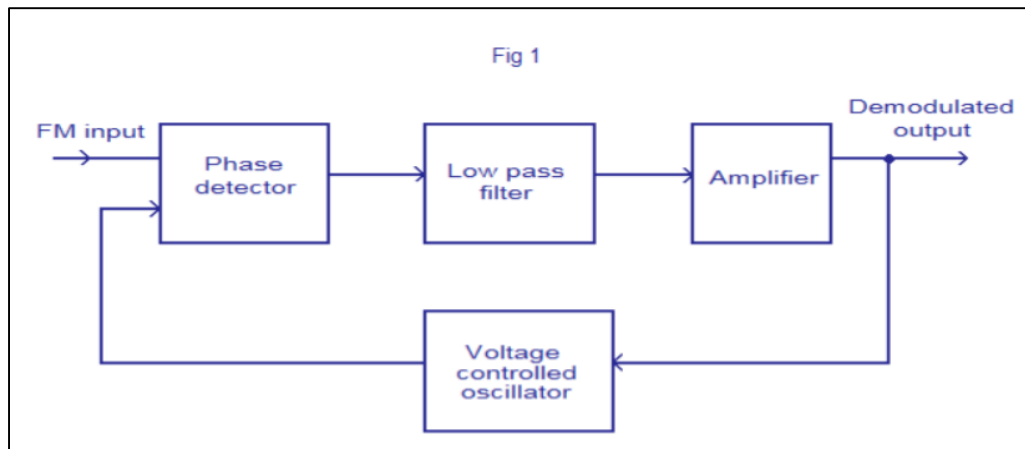 Fig 1
FM input
Phase
detector
Low pass
filter
Amplifier
Demodulated
output
Voltage
controlled
oscillator